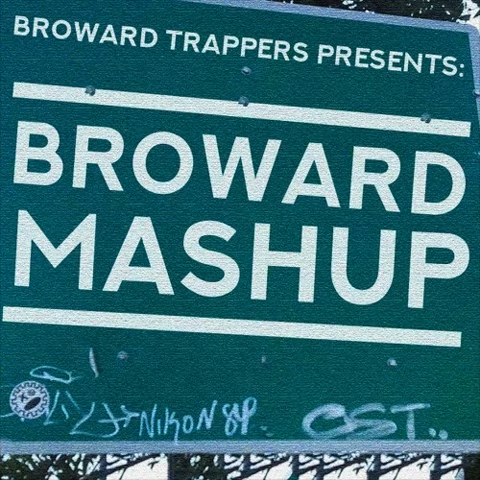 BROWARD TRAPPERS PRESENTS:
BROWARD
MASHUP
NIKON
CST..